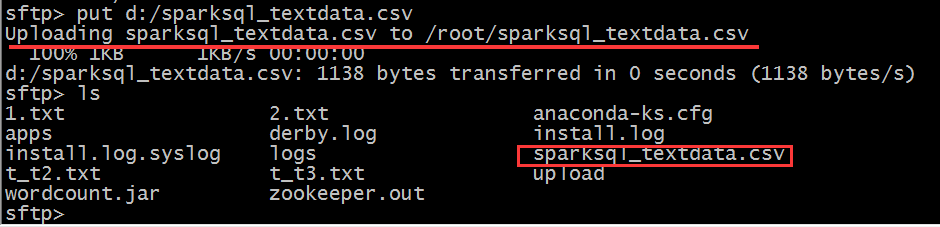 sftp> put d:/sparksql_textdata.csv
Uploading sparksql_textdata.csv to /root/sparksql_textdata.csv
100% 1KB 1KB/s 00:00:00
d:/sparksql_textdata.csv: 1138 bytes transferred in 0 seconds (1138 bytes/s)
sftp> ls
1.txt 2.txt anaconda-ks.cfg
apps derby.log install.log
install.log.syslog logs sparksql_textdata.csv
t_t2.txt t_t3.txt upload
wordcount.jar zookeeper.out
sftp>